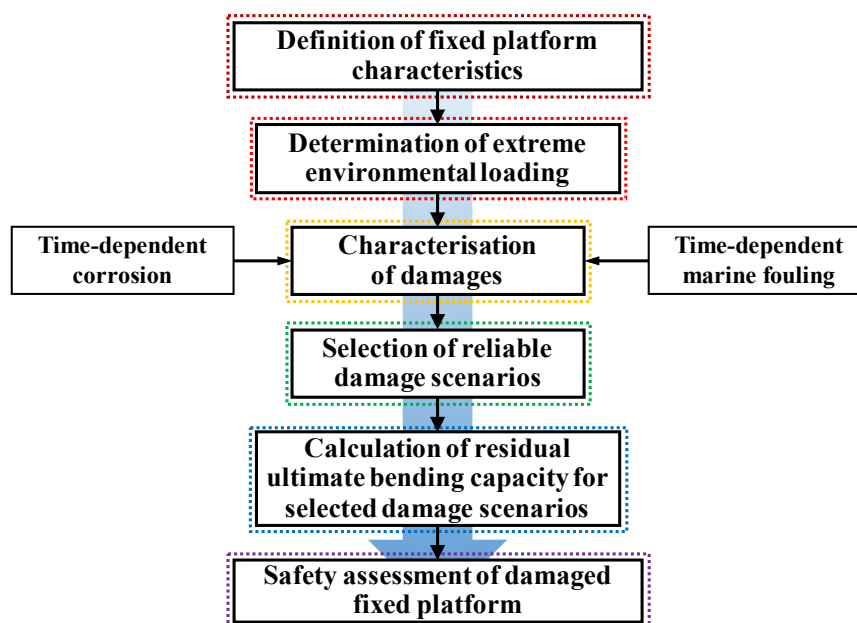 Definition of fixed platform
characteristics
Determination of extreme
environmental loading
Time-dependent
corrosion
Characterisation
of damages
Time-dependent
marine fouling
Selection of reliable
damage scenarios
Calculation of residual
ultimate bending capacity for
selected damage scenarios
Safety assessment of damaged
fixed platform